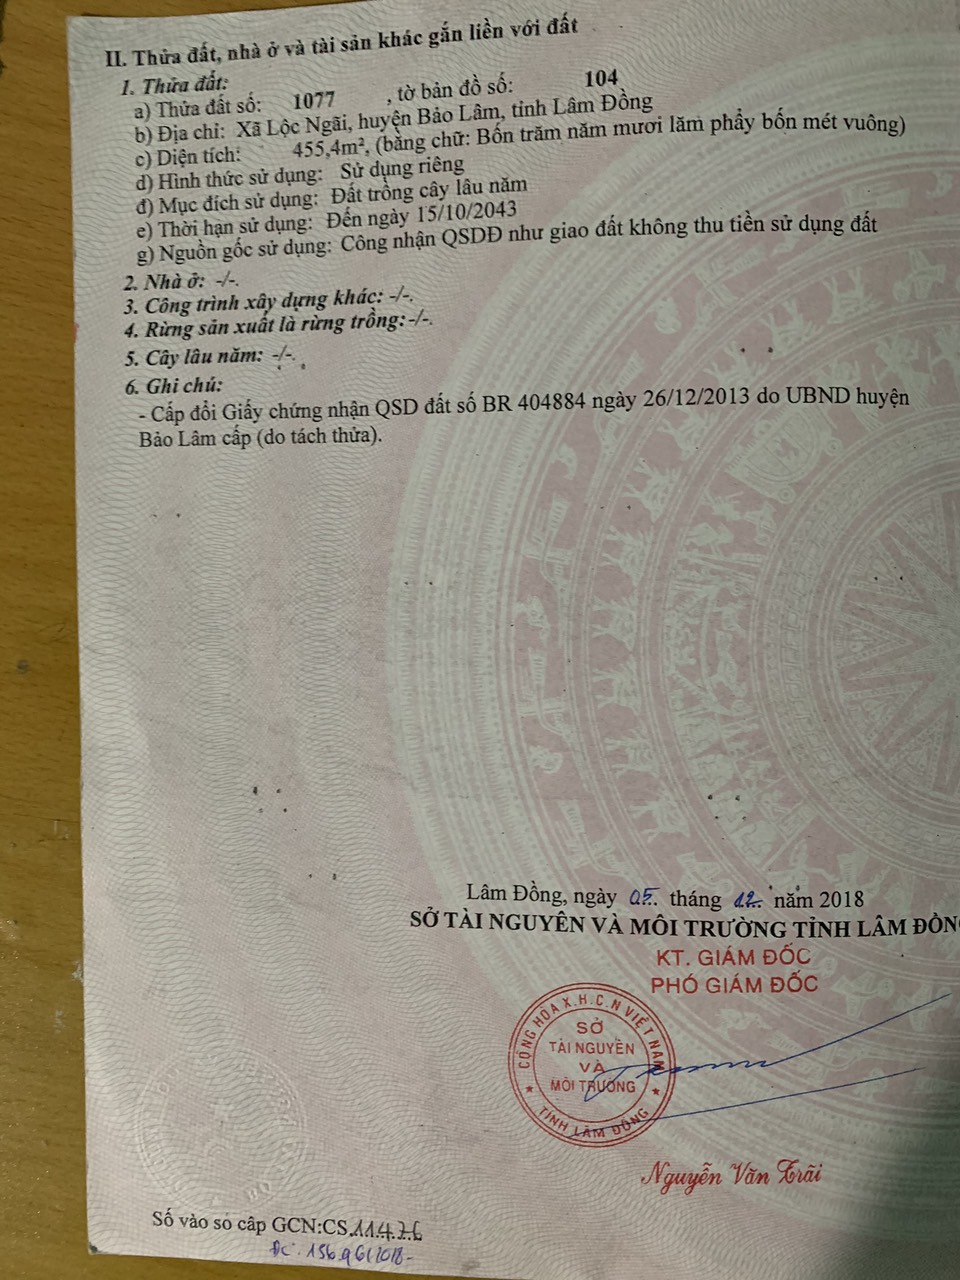 II. Thửa đất, nhà ở và tài sản khác gắn liền với đất
1. Thửa đất:
a) Thửa đất số: 1077 , tờ bản đồ số: 104
b) Địa chỉ: Xã Lộc Ngãi, huyện Bảo Lâm, tỉnh Lâm Đồng
c) Diện tích: 455,4m², (bằng chữ: Bốn trăm năm mươi lăm phẩy bốn mét vuông)
d) Hình thức sử dụng: Sử dụng riêng
đ) Mục đích sử dụng: Đất trồng cây lâu năm
e) Thời hạn sử dụng: Đến ngày 15/10/2043
g) Nguồn gốc sử dụng: Công nhận QSDĐ như giao đất không thu tiền sử dụng đất
2. Nhà ở: -/-.
3. Công trình xây dựng khác: -/-.
4. Rừng sản xuất là rừng trồng: -/-.
5. Cây lâu năm: -/-.
6. Ghi chú:
- Cấp đổi Giấy chứng nhận QSD đất số BR 404884 ngày 26/12/2013 do UBND huyện
Bảo Lâm cấp (do tách thửa).
Lâm Đồng, ngày 05. tháng 12. năm 2018
SỞ TÀI NGUYÊN VÀ MÔI TRƯỜNG TỈNH LÂM ĐỒNG
KT. GIÁM ĐỐC
PHÓ GIÁM ĐỐC
CỘNG HÒA X.H.C.N VIỆT NAM
SỞ
TÀI NGUYÊN
VÀ
MÔI TRƯỜNG
TỈNH LÂM ĐỒNG
Nguyễn Văn Trãi
Số vào sổ cấp GCN:CS.11426